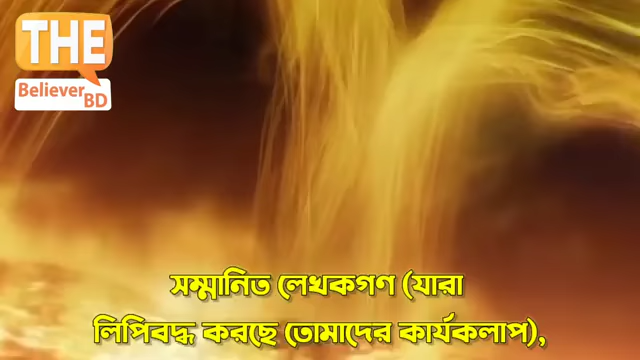 THE
Believer
BD
সম্মানিত লেখকগণ (যারা
লিপিবদ্ধ করছে তোমাদের কার্যকলাপ),